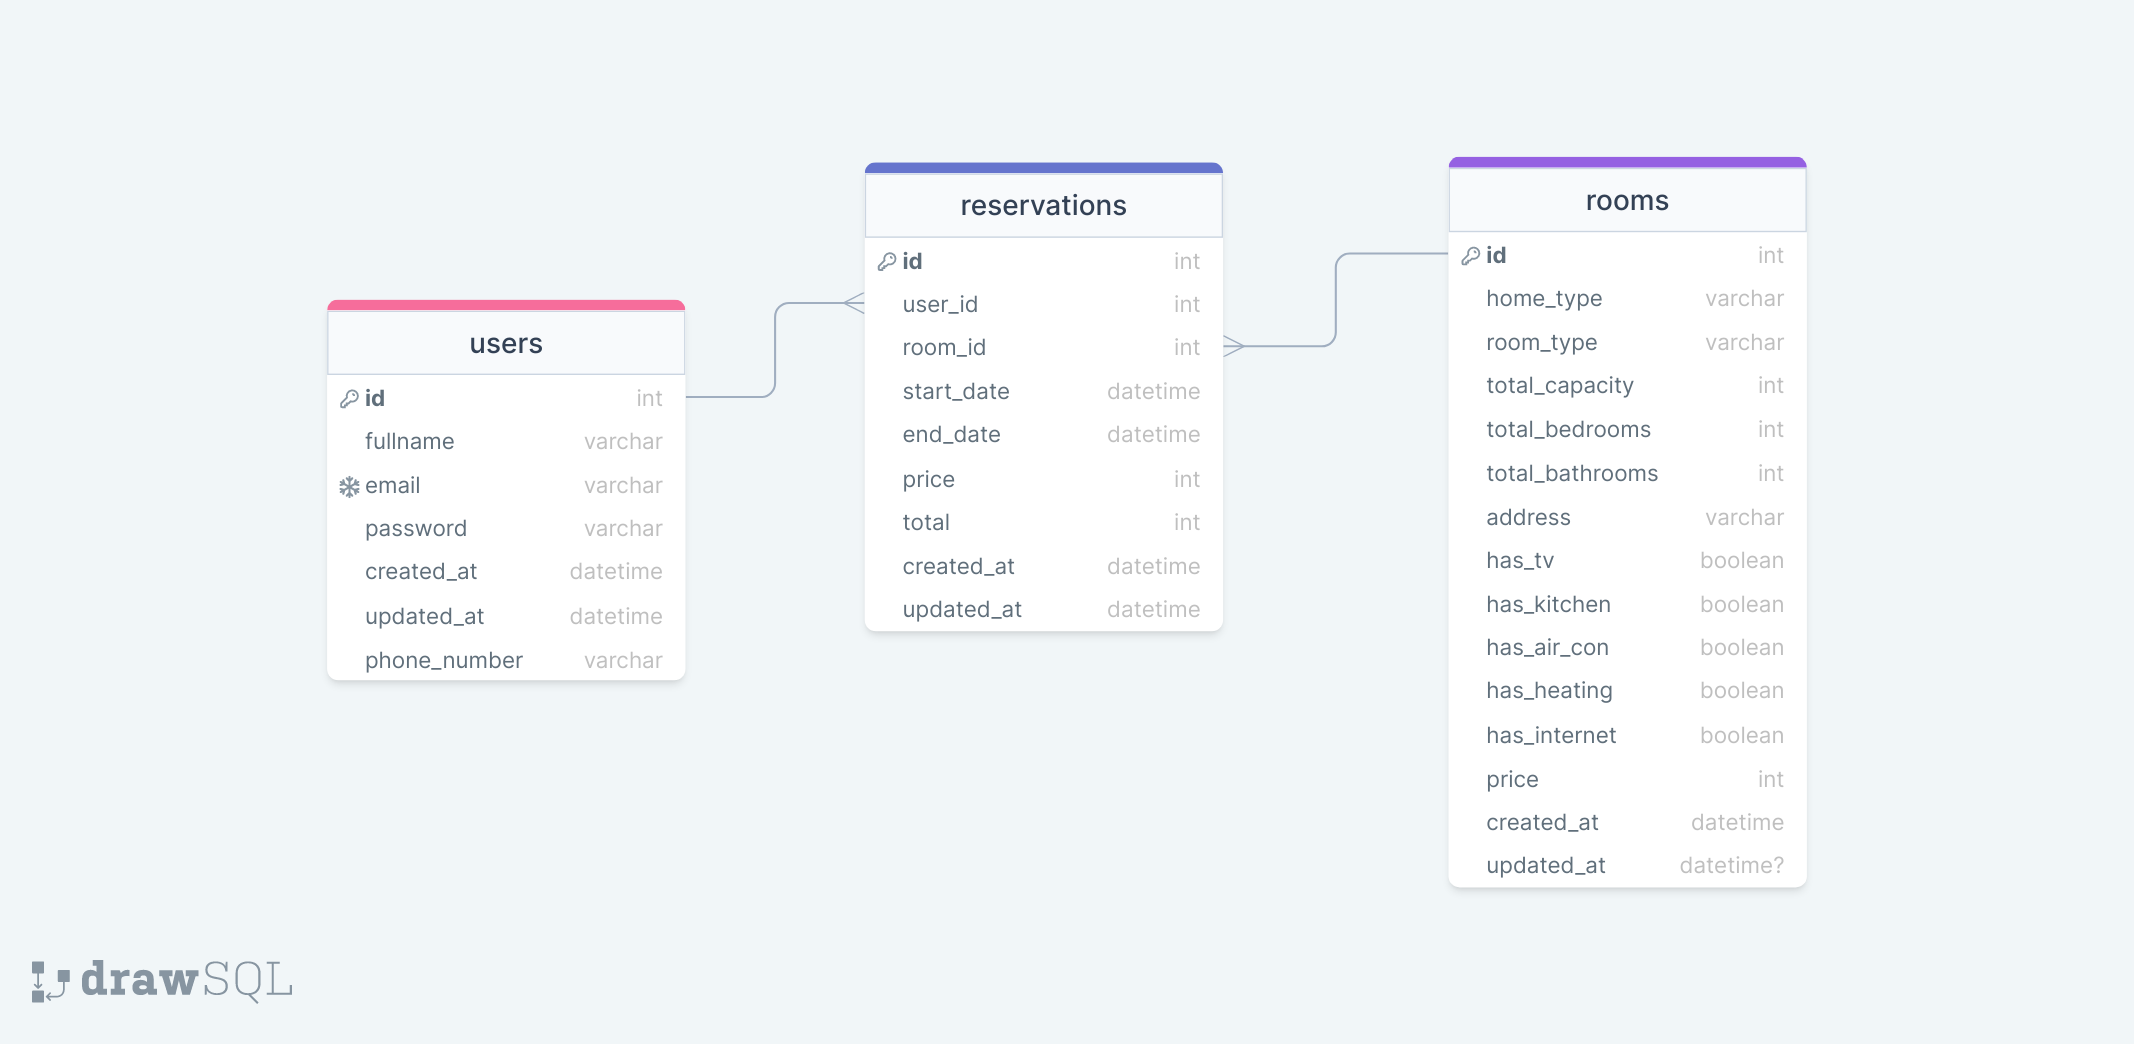 users
id int
fullname varchar
email varchar
password varchar
created_at datetime
updated_at datetime
phone_number varchar
reservations
id int
user_id int
room_id int
start_date datetime
end_date datetime
price int
total int
created_at datetime
updated_at datetime
rooms
id int
home_type varchar
room_type varchar
total_capacity int
total_bedrooms int
total_bathrooms int
address varchar
has_tv boolean
has_kitchen boolean
has_air_con boolean
has_heating boolean
has_internet boolean
price int
created_at datetime
updated_at datetime?
drawSQL